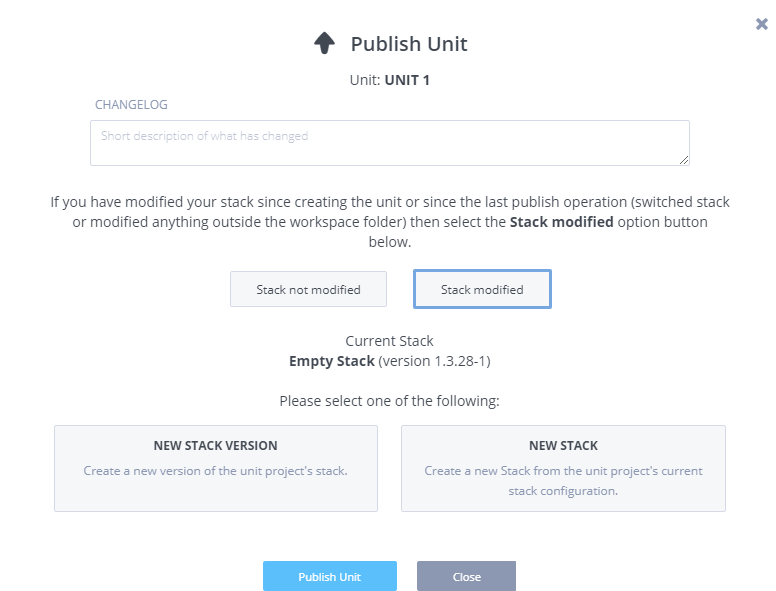 Publish Unit
Unit: UNIT 1
CHANGELOG
Short description of what has changed
If you have modified your stack since creating the unit or since the last publish operation (switched stack
or modified anything outside the workspace folder) then select the Stack modified option button
below.
Stack not modified
Stack modified
Current Stack
Empty Stack (version 1.3.28-1)
Please select one of the following:
NEW STACK VERSION
Create a new version of the unit project's stack.
NEW STACK
Create a new Stack from the unit project's current
stack configuration.
Publish Unit
Close